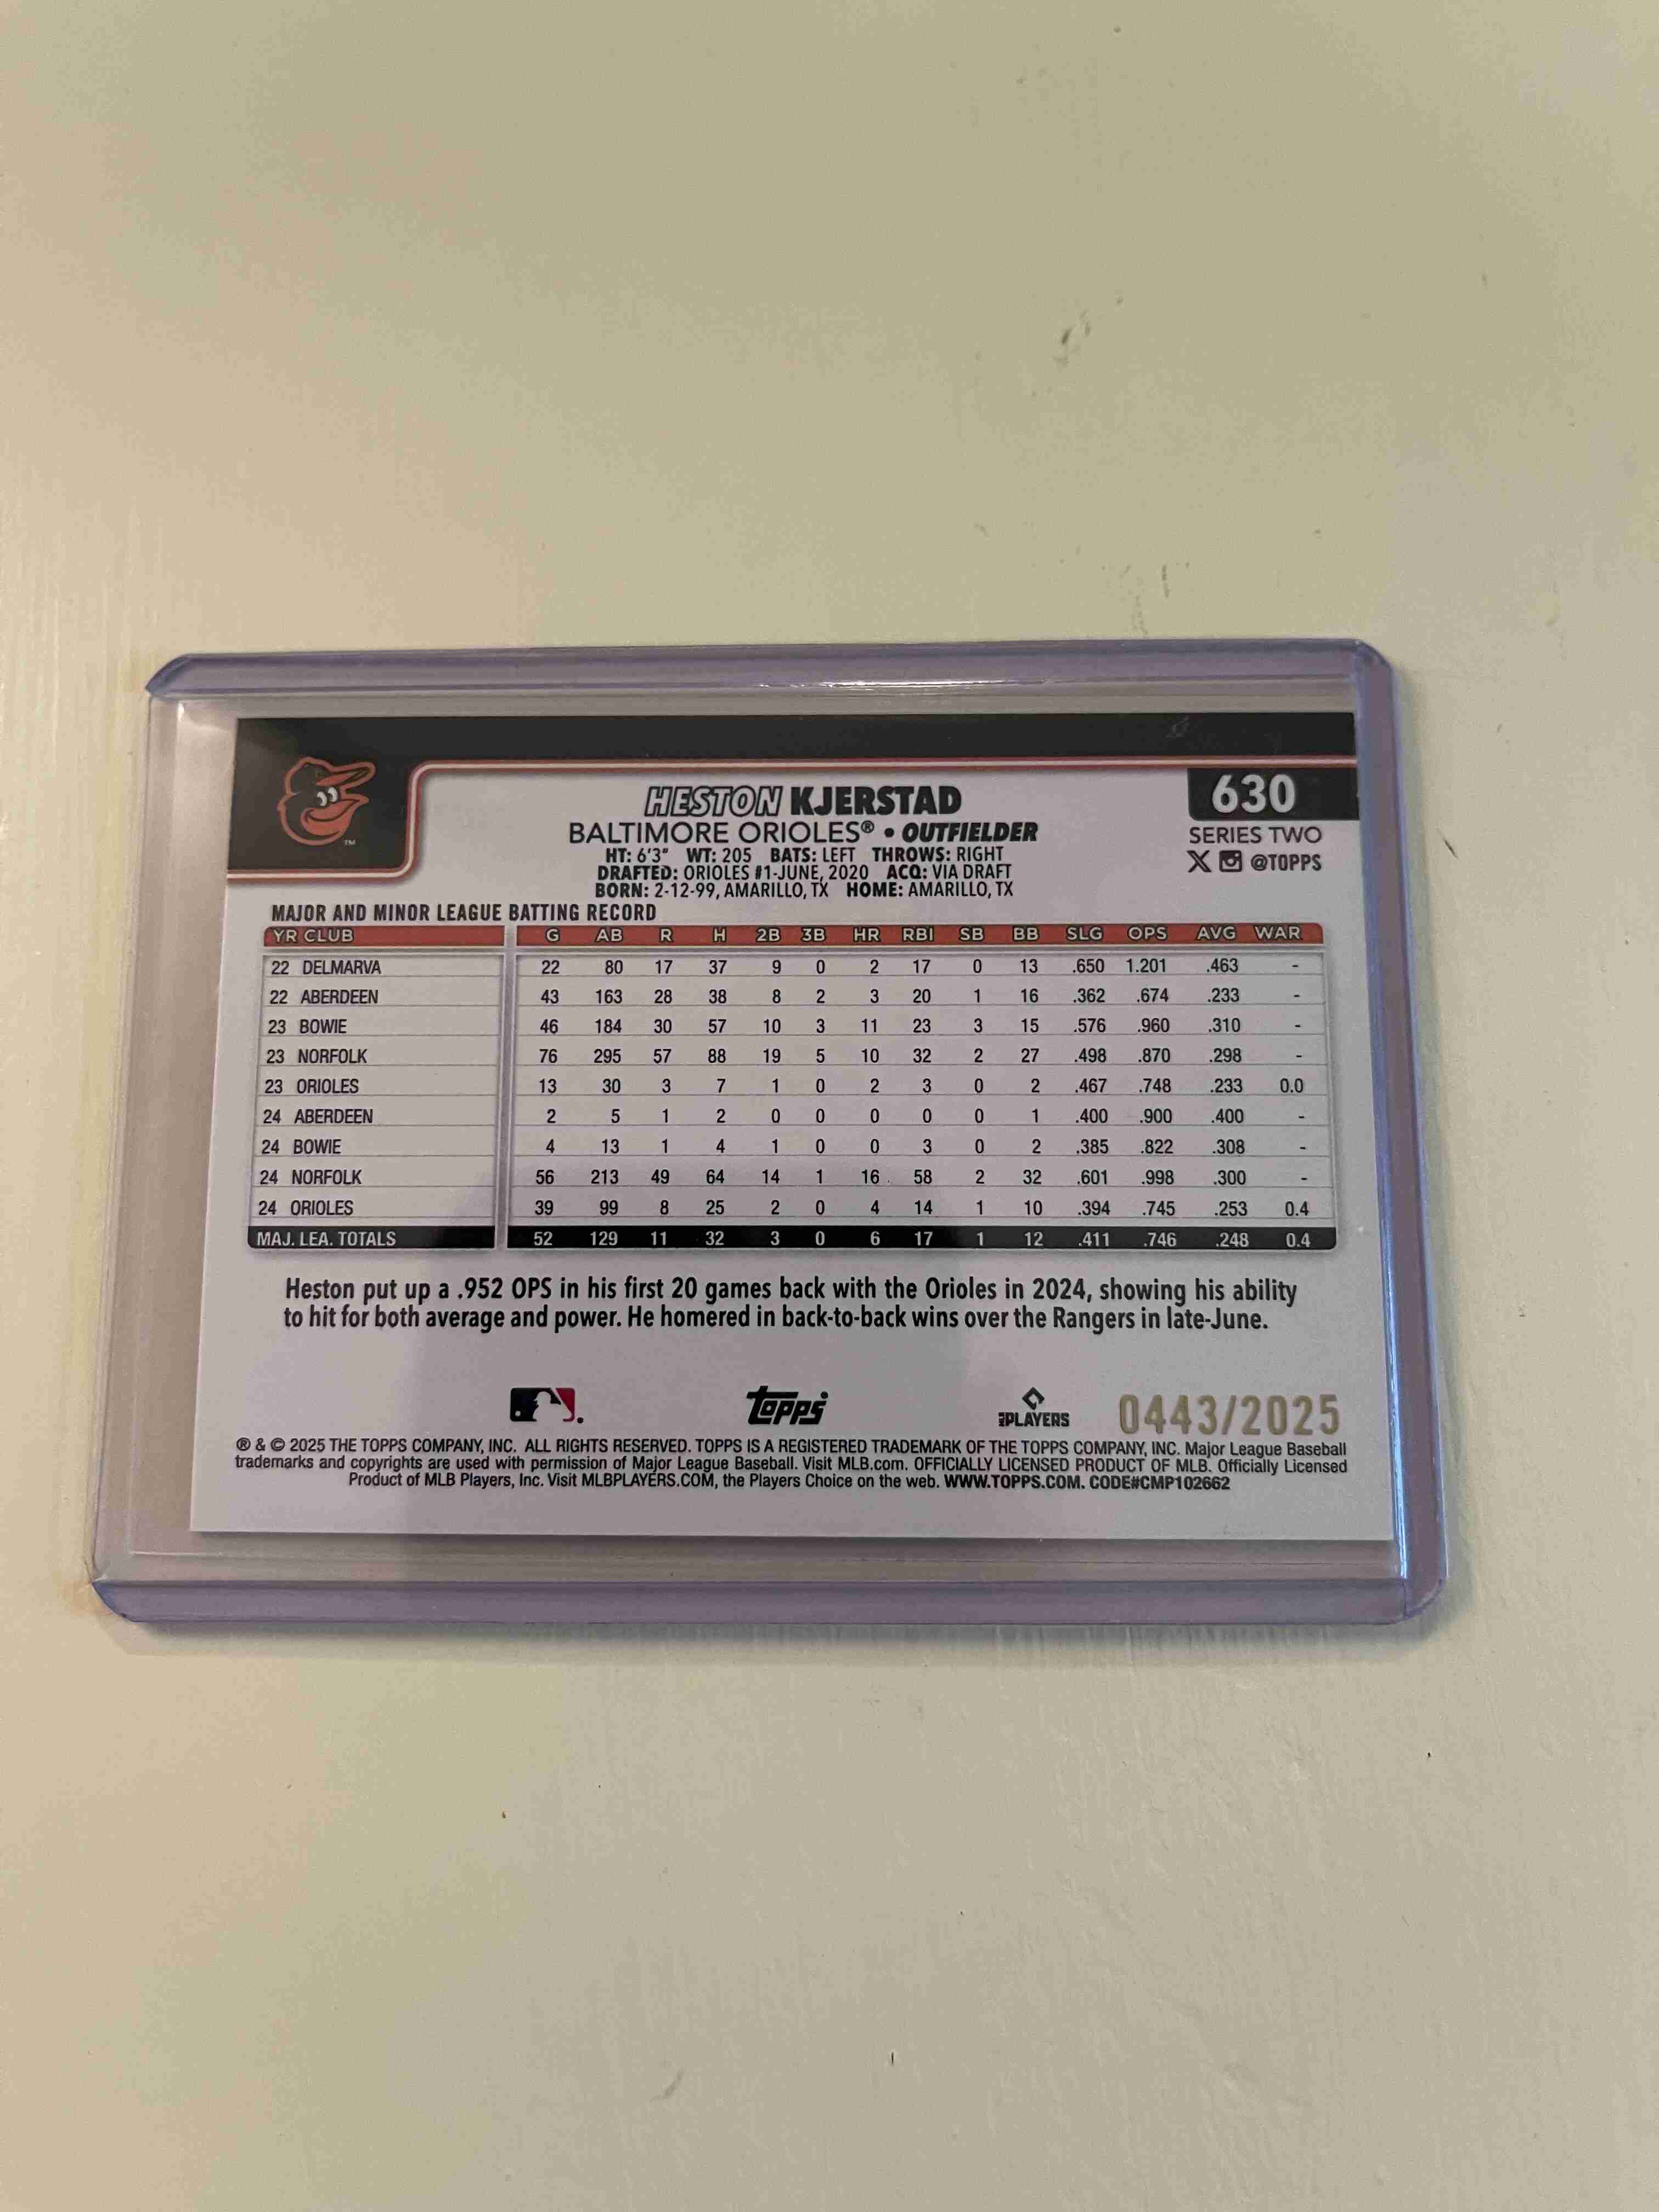 HESTON KJERSTAD
630
BALTIMORE ORIOLES® • OUTFIELDER
SERIES TWO
HT: 6'3" WT: 205 BATS: LEFT THROWS: RIGHT
@TOPPS
DRAFTED: ORIOLES #1-JUNE, 2020 ACQ: VIA DRAFT
BORN: 2-12-99, AMARILLO, TX HOME: AMARILLO, TX
TM
MAJOR AND MINOR LEAGUE BATTING RECORD
YR CLUB G AB R H 2B 3B HR RBI SB BB SLG OPS AVG WAR
22 DELMARVA 22 80 17 37 9 0 2 17 0 13 .650 1.201 .463 -
22 ABERDEEN 43 163 28 38 8 2 3 20 1 16 .362 .674 .233 -
23 BOWIE 46 184 30 57 10 3 11 23 3 15 .576 .960 .310 -
23 NORFOLK 76 295 57 88 19 5 10 32 2 27 .498 .870 .298 -
23 ORIOLES 13 30 3 7 1 0 2 3 0 2 .467 .748 .233 0.0
24 ABERDEEN 2 5 1 2 0 0 0 0 0 1 .400 .900 .400 -
24 BOWIE 4 13 1 4 1 0 0 3 0 2 .385 .822 .308 -
24 NORFOLK 56 213 49 64 14 1 16 58 2 32 .601 .998 .300 -
24 ORIOLES 39 99 8 25 2 0 4 14 1 10 .394 .745 .253 0.4
MAJ. LEA. TOTALS 52 129 11 32 3 0 6 17 1 12 .411 .746 .248 0.4
Heston put up a .952 OPS in his first 20 games back with the Orioles in 2024, showing his ability
to hit for both average and power. He homered in back-to-back wins over the Rangers in late-June.
Topps
PLAYERS
0443/2025
® & © 2025 THE TOPPS COMPANY, INC. ALL RIGHTS RESERVED. TOPPS IS A REGISTERED TRADEMARK OF THE TOPPS COMPANY, INC. Major League Baseball
trademarks and copyrights are used with permission of Major League Baseball. Visit MLB.com. OFFICIALLY LICENSED PRODUCT OF MLB. Officially Licensed
Product of MLB Players, Inc. Visit MLBPLAYERS.COM, the Players Choice on the web. WWW.TOPPS.COM. CODE#CMP102662